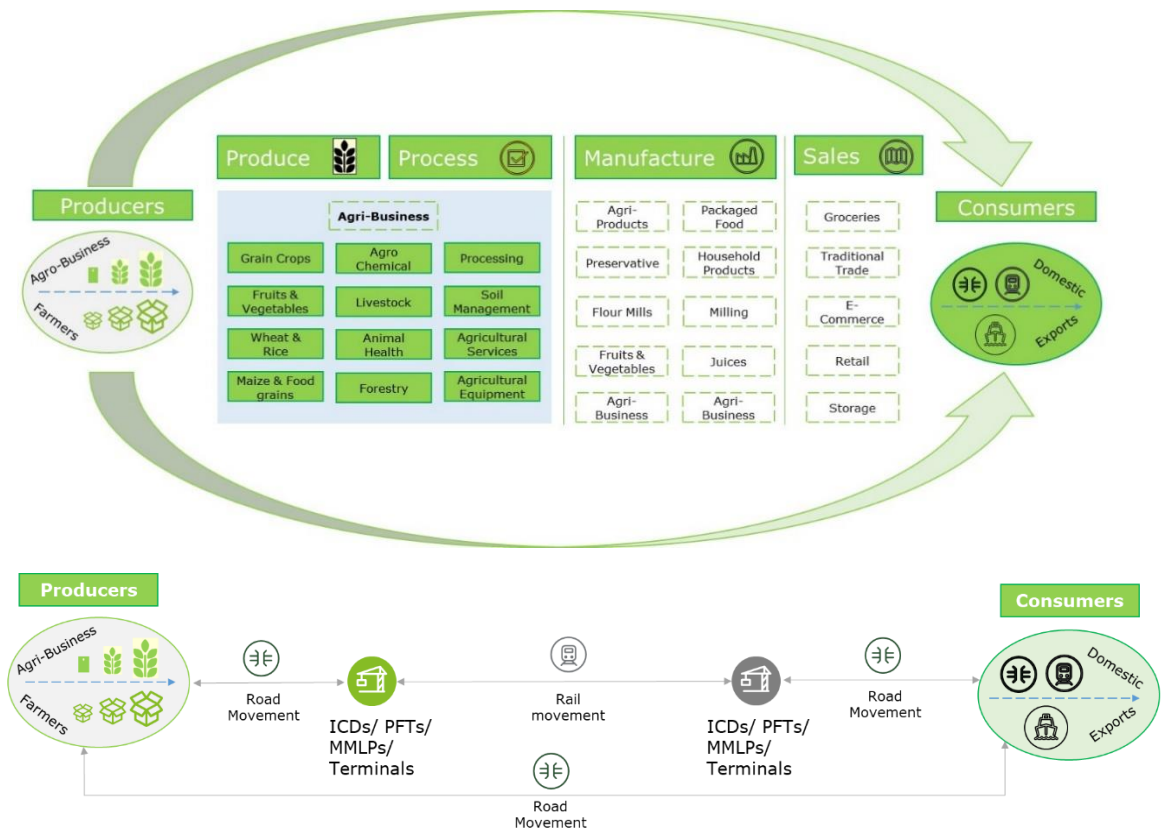 Produce
Process
Manufacture
Sales
Producers
Agro-Business
Farmers
Agri-Business
Grain Crops
Agro
Chemical
Processing
Fruits &
Vegetables
Livestock
Soil
Management
Wheat &
Rice
Animal
Health
Agricultural
Services
Maize & Food
grains
Forestry
Agricultural
Equipment
Agri-
Products
Packaged
Food
Preservative
Household
Products
Flour Mills
Milling
Fruits &
Vegetables
Juices
Agri-
Business
Agri-
Business
Groceries
Traditional
Trade
E-
Commerce
Retail
Storage
Consumers
Domestic
Exports
Producers
Agri-Business
Farmers
Road
Movement
ICDs/ PFTs/
MMLPs/
Terminals
Rail
movement
ICDs/ PFTs/
MMLPs/
Terminals
Road
Movement
Consumers
Domestic
Exports
Road
Movement